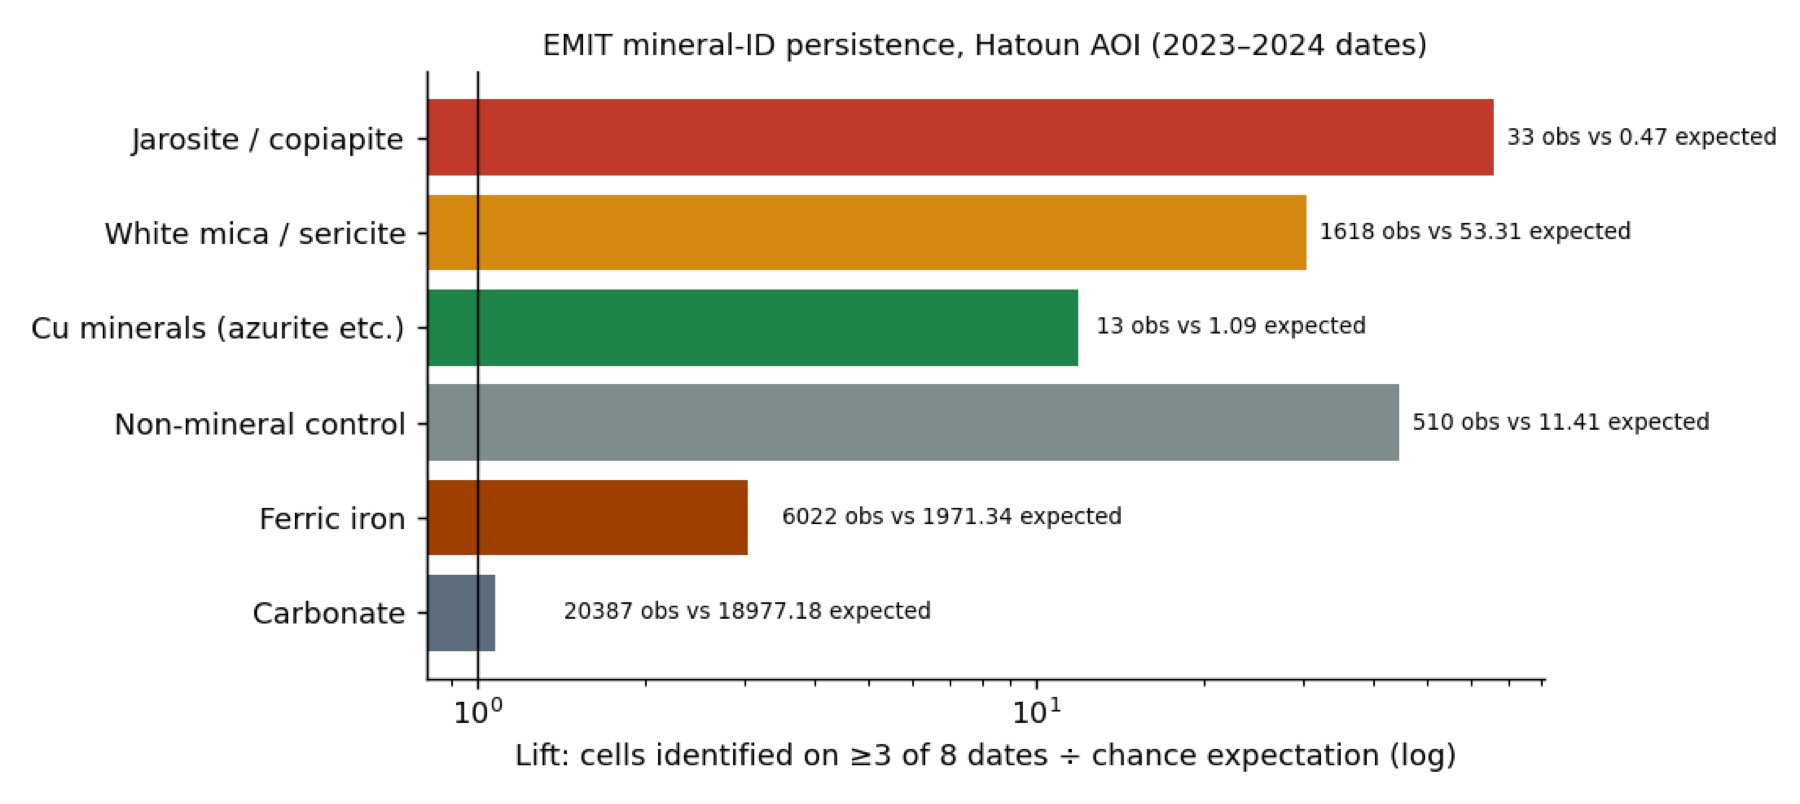 EMIT mineral-ID persistence, Hatoun AOI (2023–2024 dates)
Jarosite / copiapite
33 obs vs 0.47 expected
White mica / sericite
1618 obs vs 53.31 expected
Cu minerals (azurite etc.)
13 obs vs 1.09 expected
Non-mineral control
510 obs vs 11.41 expected
Ferric iron
6022 obs vs 1971.34 expected
Carbonate
20387 obs vs 18977.18 expected
10⁰ 10¹
Lift: cells identified on ≥3 of 8 dates ÷ chance expectation (log)